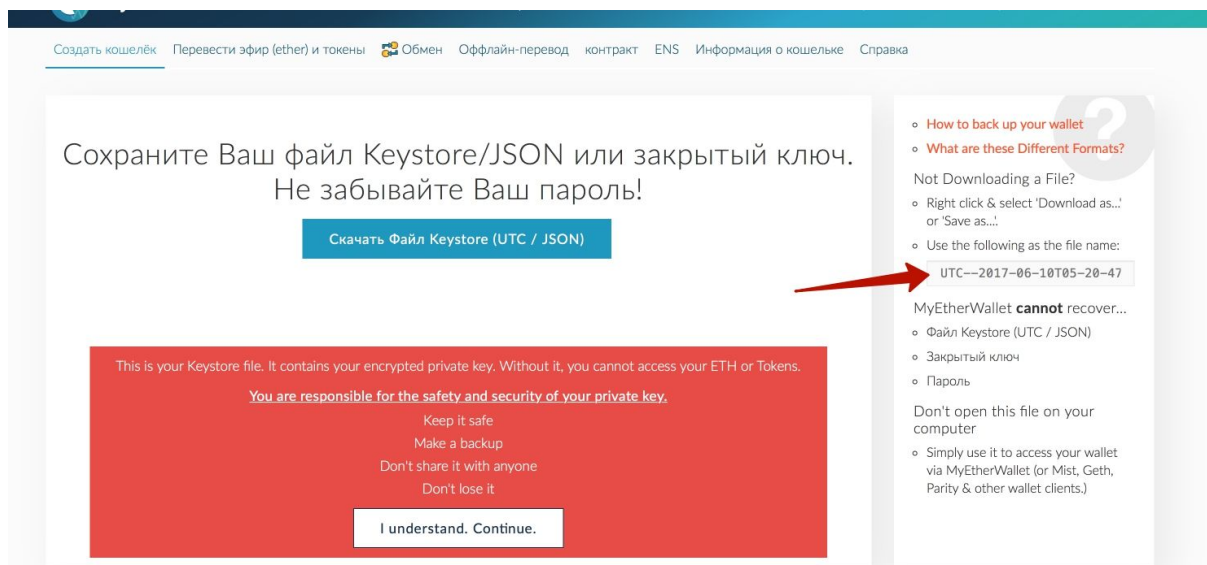 Создать кошелёк Перевести эфир (ether) и токены Обмен Оффлайн-перевод контракт ENS Информация о кошельке Справка
Сохраните Ваш файл Keystore/JSON или закрытый ключ.
Не забывайте Ваш пароль!
Скачать Файл Keystore (UTC / JSON)
This is your Keystore file. It contains your encrypted private key. Without it, you cannot access your ETH or Tokens.
You are responsible for the safety and security of your private key.
Keep it safe
Make a backup
Don't share it with anyone
Don't lose it
I understand. Continue.
How to back up your wallet
What are these Different Formats?
Not Downloading a File?
Right click & select 'Download as...'
or 'Save as...'.
Use the following as the file name:
UTC--2017-06-10T05-20-47
MyEtherWallet cannot recover...
Файл Keystore (UTC / JSON)
Закрытый ключ
Пароль
Don't open this file on your
computer
Simply use it to access your wallet
via MyEtherWallet (or Mist, Geth,
Parity & other wallet clients.)